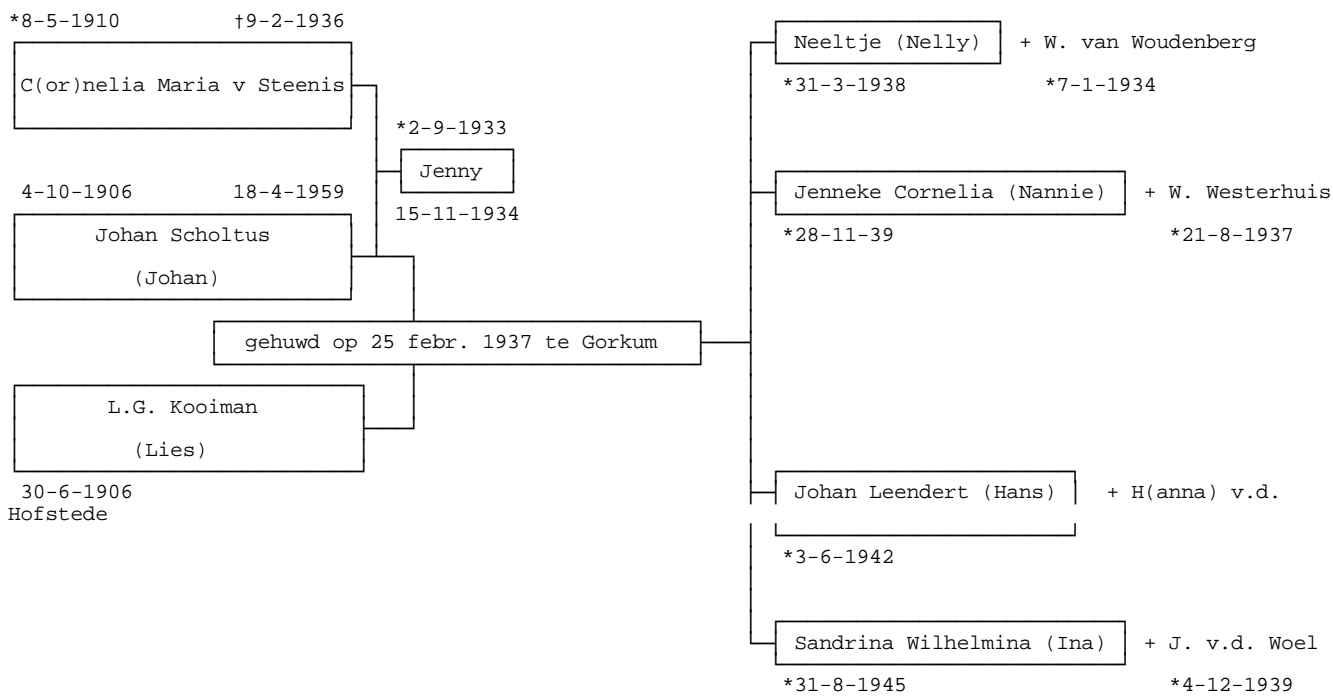 *8-5-1910 †9-2-1936
C(or)nelia Maria v Steenis
*2-9-1933
Jenny
15-11-1934
4-10-1906 18-4-1959
Johan Scholtus
(Johan)
gehuwd op 25 febr. 1937 te Gorkum
L.G. Kooiman
(Lies)
30-6-1906
Hofstede
Neeltje (Nelly) + W. van Woudenberg
*31-3-1938 *7-1-1934
Jenneke Cornelia (Nannie) + W. Westerhuis
*28-11-39 *21-8-1937
Johan Leendert (Hans) + H(anna) v.d.
*3-6-1942
Sandrina Wilhelmina (Ina) + J. v.d. Woel
*31-8-1945 *4-12-1939